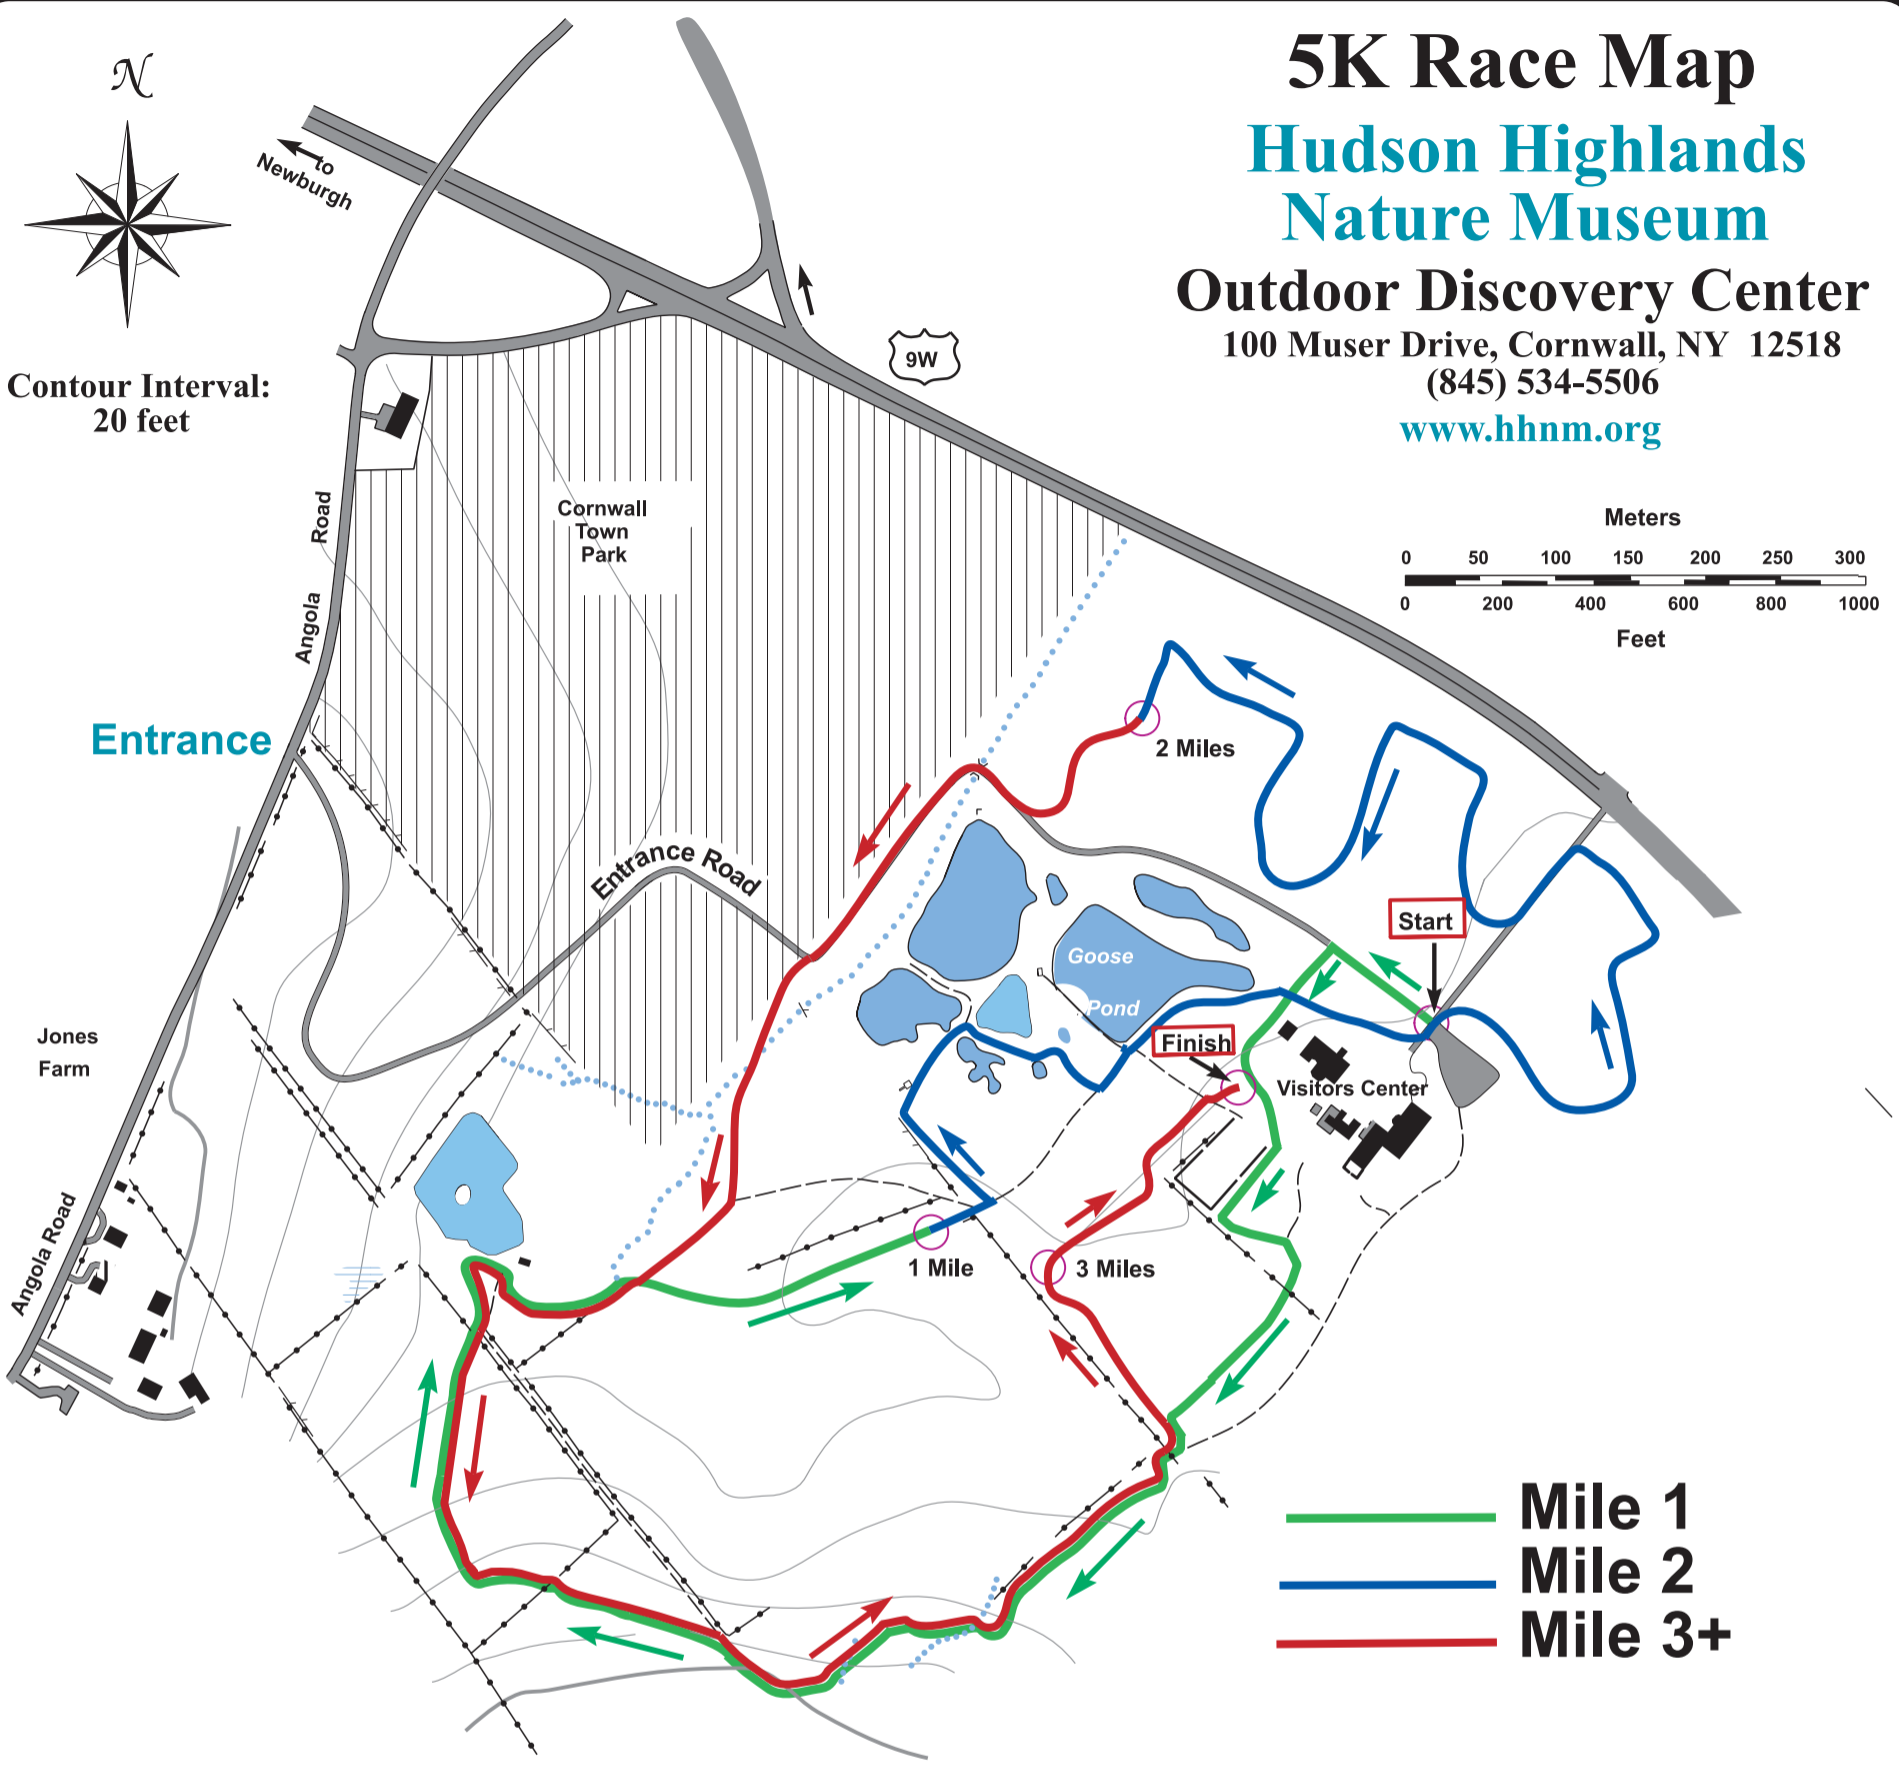 5K Race Map
Hudson Highlands
Nature Museum
Outdoor Discovery Center
100 Muser Drive, Cornwall, NY 12518
(845) 534-5506
www.hhnm.org
N
to
Newburgh
Contour Interval:
20 feet
9W
Cornwall
Town
Park
Angola Road
Meters
0 50 100 150 200 250 300
0 200 400 600 800 1000
Feet
Entrance
2 Miles
Entrance Road
Start
Goose
Pond
Finish
Jones
Farm
Visitors Center
Angola Road
1 Mile
3 Miles
Mile 1
Mile 2
Mile 3+